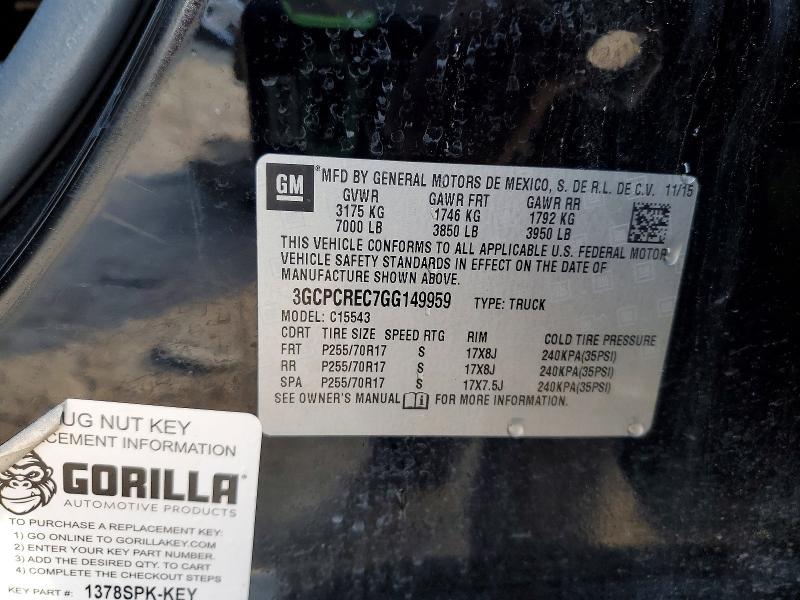 GM
MFD BY GENERAL MOTORS DE MEXICO, S. DE R.L. DE C.V. 11/15
GVWR GAWR FRT GAWR RR
3175 KG 1746 KG 1792 KG
7000 LB 3850 LB 3950 LB
THIS VEHICLE CONFORMS TO ALL APPLICABLE U.S. FEDERAL MOTOR
VEHICLE SAFETY STANDARDS IN EFFECT ON THE DATE OF
MANUFACTURE SHOWN ABOVE.
3GCPCREC7GG149959 TYPE: TRUCK
MODEL: C15543
CDRT TIRE SIZE SPEED RTG RIM COLD TIRE PRESSURE
FRT P255/70R17 S 17X8J 240KPA(35PSI)
RR P255/70R17 S 17X8J 240KPA(35PSI)
SPA P255/70R17 S 17X7.5J 240KPA(35PSI)
SEE OWNER'S MANUAL FOR MORE INFORMATION.
UG NUT KEY
CEMENT INFORMATION
GORILLA
AUTOMOTIVE PRODUCTS
TO PURCHASE A REPLACEMENT KEY:
1) GO ONLINE TO GORILLAKEY.COM
2) ENTER YOUR KEY PART NUMBER.
3) ADD THE DESIRED QTY. TO CART
4) COMPLETE THE CHECKOUT STEPS
KEY PART #: 1378SPK-KEY